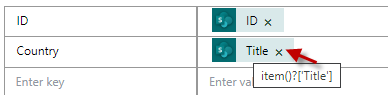 ID
ID ×
Country
Title ×
Enter key
Enter va
item()?['Title']